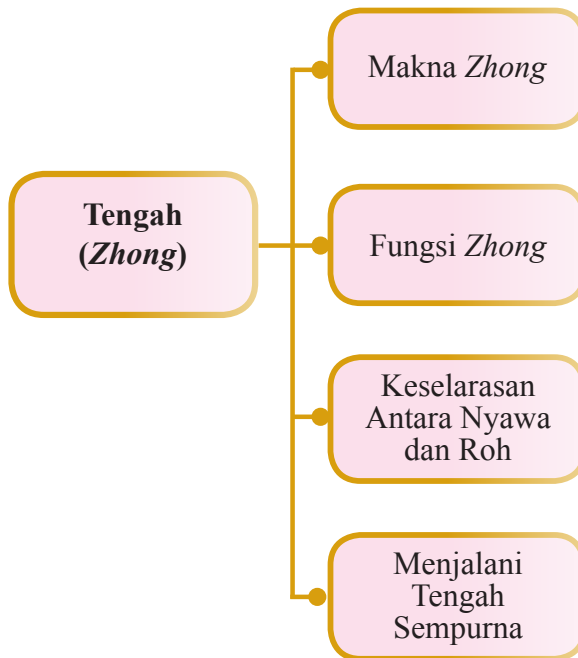 Tengah
(Zhong)
Makna Zhong
Fungsi Zhong
Keselarasan
Antara Nyawa
dan Roh
Menjalani
Tengah
Sempurna